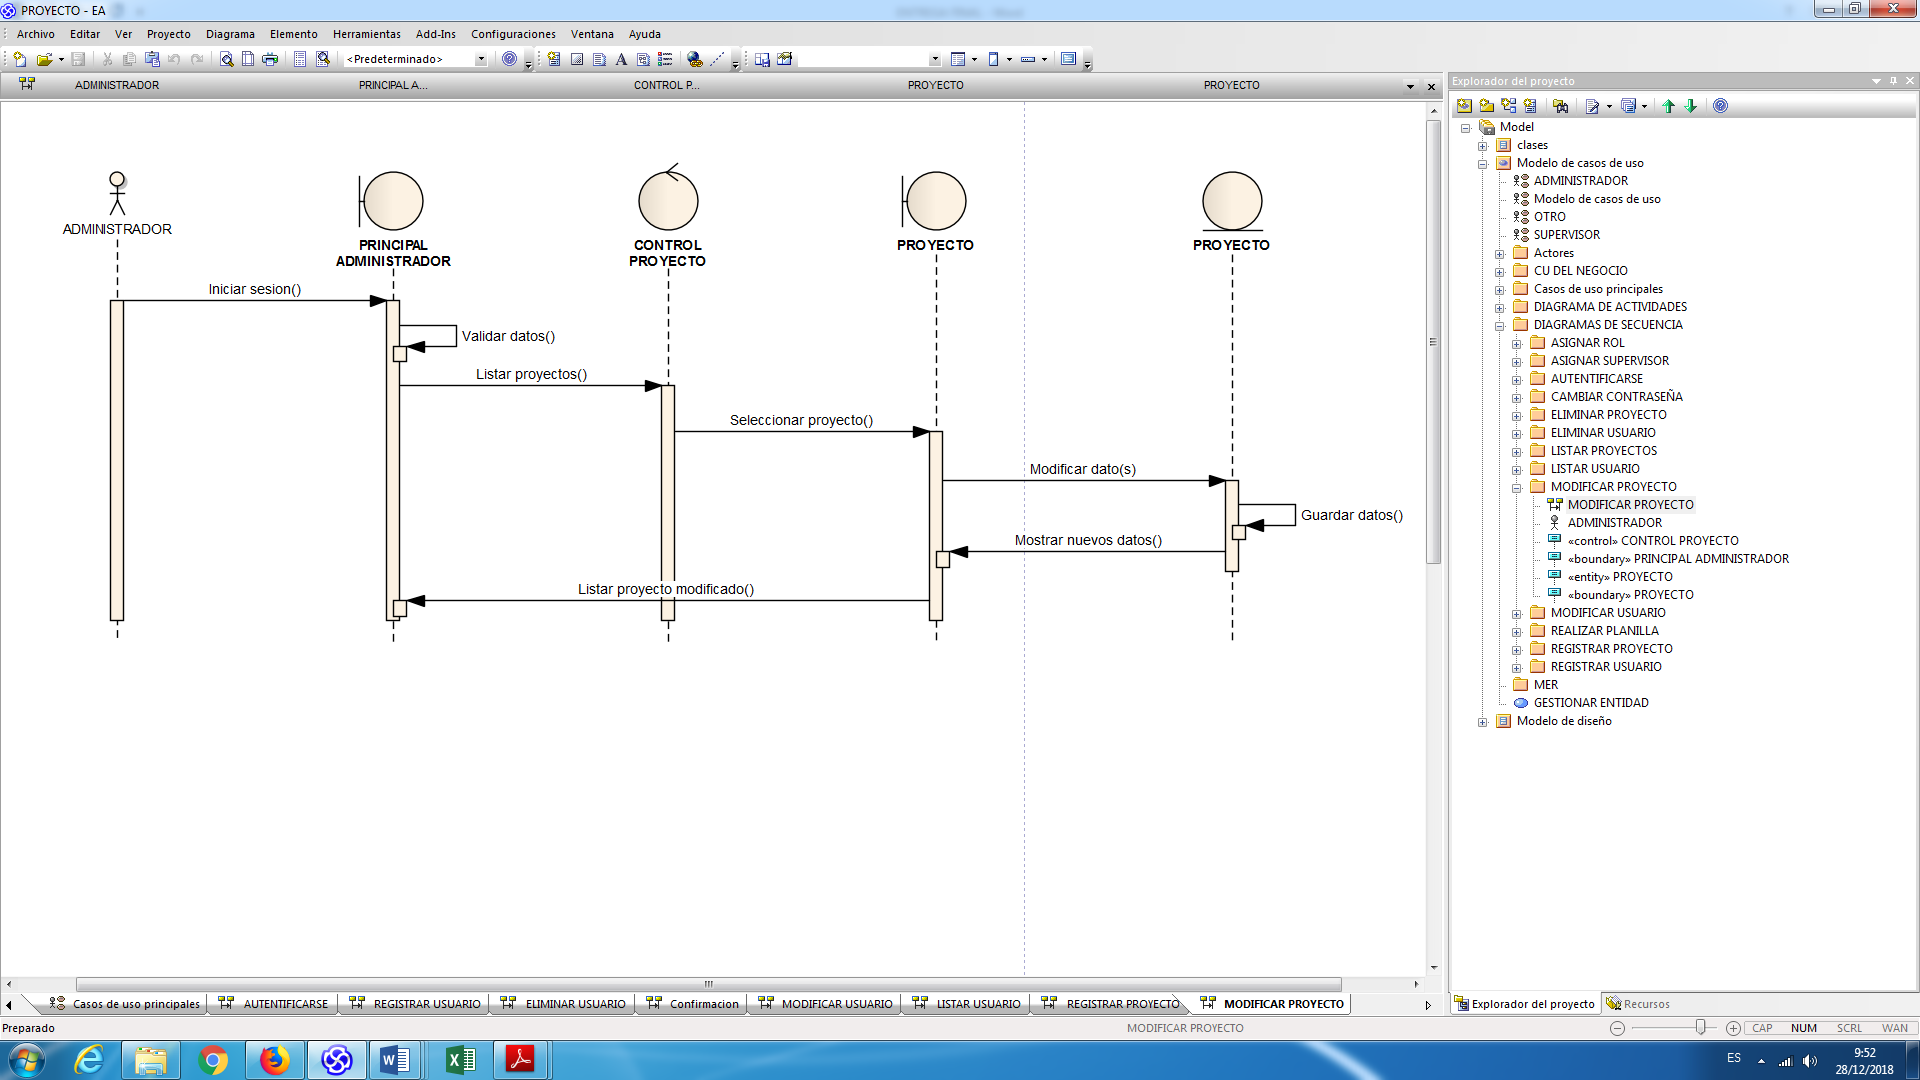 PROYECTO - EA
Archivo Editar Ver Proyecto Diagrama Elemento Herramientas Add-Ins Configuraciones Ventana Ayuda
<Predeterminado>
ADMINISTRADOR PRINCIPAL A... CONTROL P... PROYECTO PROYECTO
ADMINISTRADOR
PRINCIPAL
ADMINISTRADOR
CONTROL
PROYECTO
PROYECTO
PROYECTO
Iniciar sesion()
Validar datos()
Listar proyectos()
Seleccionar proyecto()
Modificar dato(s)
Guardar datos()
Mostrar nuevos datos()
Listar proyecto modificado()
Explorador del proyecto
Model
clases
Modelo de casos de uso
ADMINISTRADOR
Modelo de casos de uso
OTRO
SUPERVISOR
Actores
CU DEL NEGOCIO
Casos de uso principales
DIAGRAMA DE ACTIVIDADES
DIAGRAMAS DE SECUENCIA
ASIGNAR ROL
ASIGNAR SUPERVISOR
AUTENTIFICARSE
CAMBIAR CONTRASEÑA
ELIMINAR PROYECTO
ELIMINAR USUARIO
LISTAR PROYECTOS
LISTAR USUARIO
MODIFICAR PROYECTO
MODIFICAR PROYECTO
ADMINISTRADOR
«control» CONTROL PROYECTO
«boundary» PRINCIPAL ADMINISTRADOR
«entity» PROYECTO
«boundary» PROYECTO
MODIFICAR USUARIO
REALIZAR PLANILLA
REGISTRAR PROYECTO
REGISTRAR USUARIO
MER
GESTIONAR ENTIDAD
Modelo de diseño
Casos de uso principales AUTENTIFICARSE REGISTRAR USUARIO ELIMINAR USUARIO Confirmacion MODIFICAR USUARIO LISTAR USUARIO REGISTRAR PROYECTO MODIFICAR PROYECTO
Explorador del proyecto Recursos
Preparado MODIFICAR PROYECTO CAP NUM SCRL WAN
ES 9:52
28/12/2018